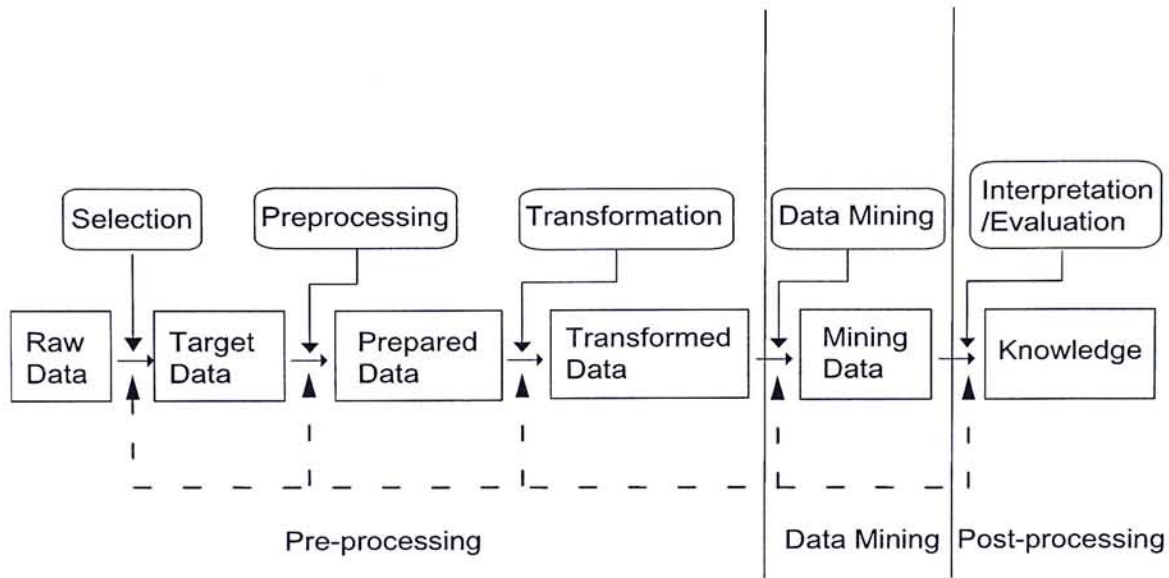 Selection
Preprocessing
Transformation
Data Mining
Interpretation
/Evaluation
Raw
Data
Target
Data
Prepared
Data
Transformed
Data
Mining
Data
Knowledge
Pre-processing
Data Mining
Post-processing